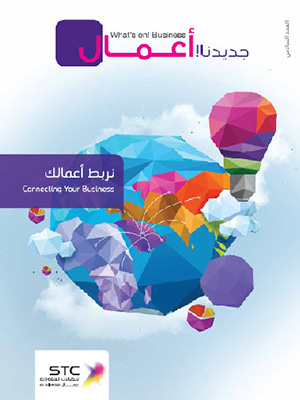 العدد السادس
What's on! Business
جديدنا! أعمال
نربط أعمالك
Connecting Your Business
STC
الاتصالات السعودية